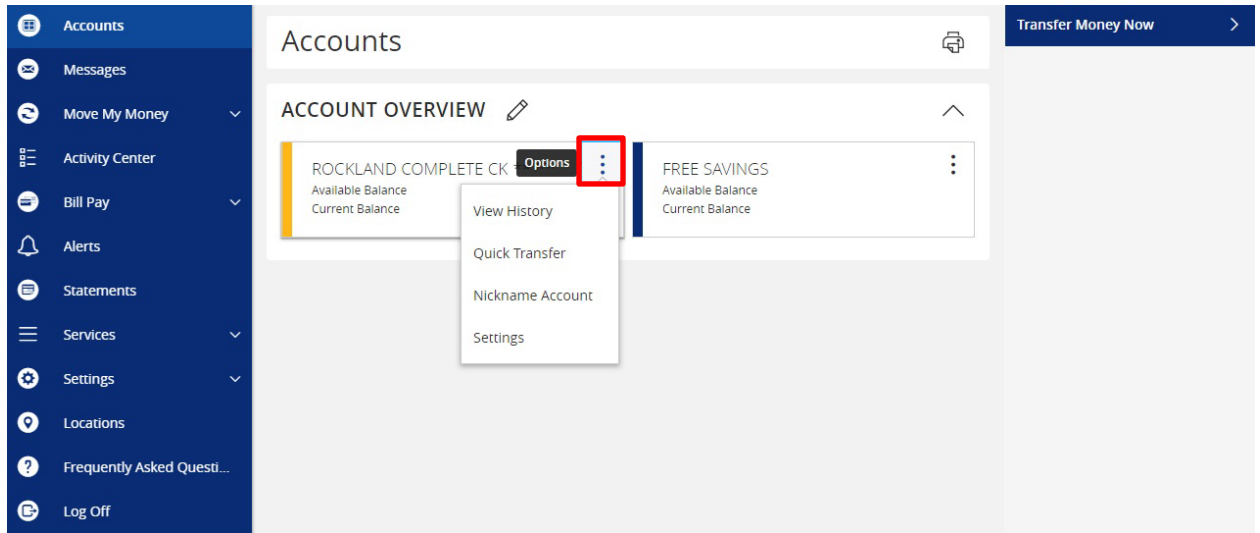 Accounts
Messages
Move My Money
Activity Center
Bill Pay
Alerts
Statements
Services
Settings
Locations
Frequently Asked Questi...
Log Off
Accounts
ACCOUNT OVERVIEW
ROCKLAND COMPLETE CK
Options
Available Balance
Current Balance
View History
Quick Transfer
Nickname Account
Settings
FREE SAVINGS
Available Balance
Current Balance
Transfer Money Now